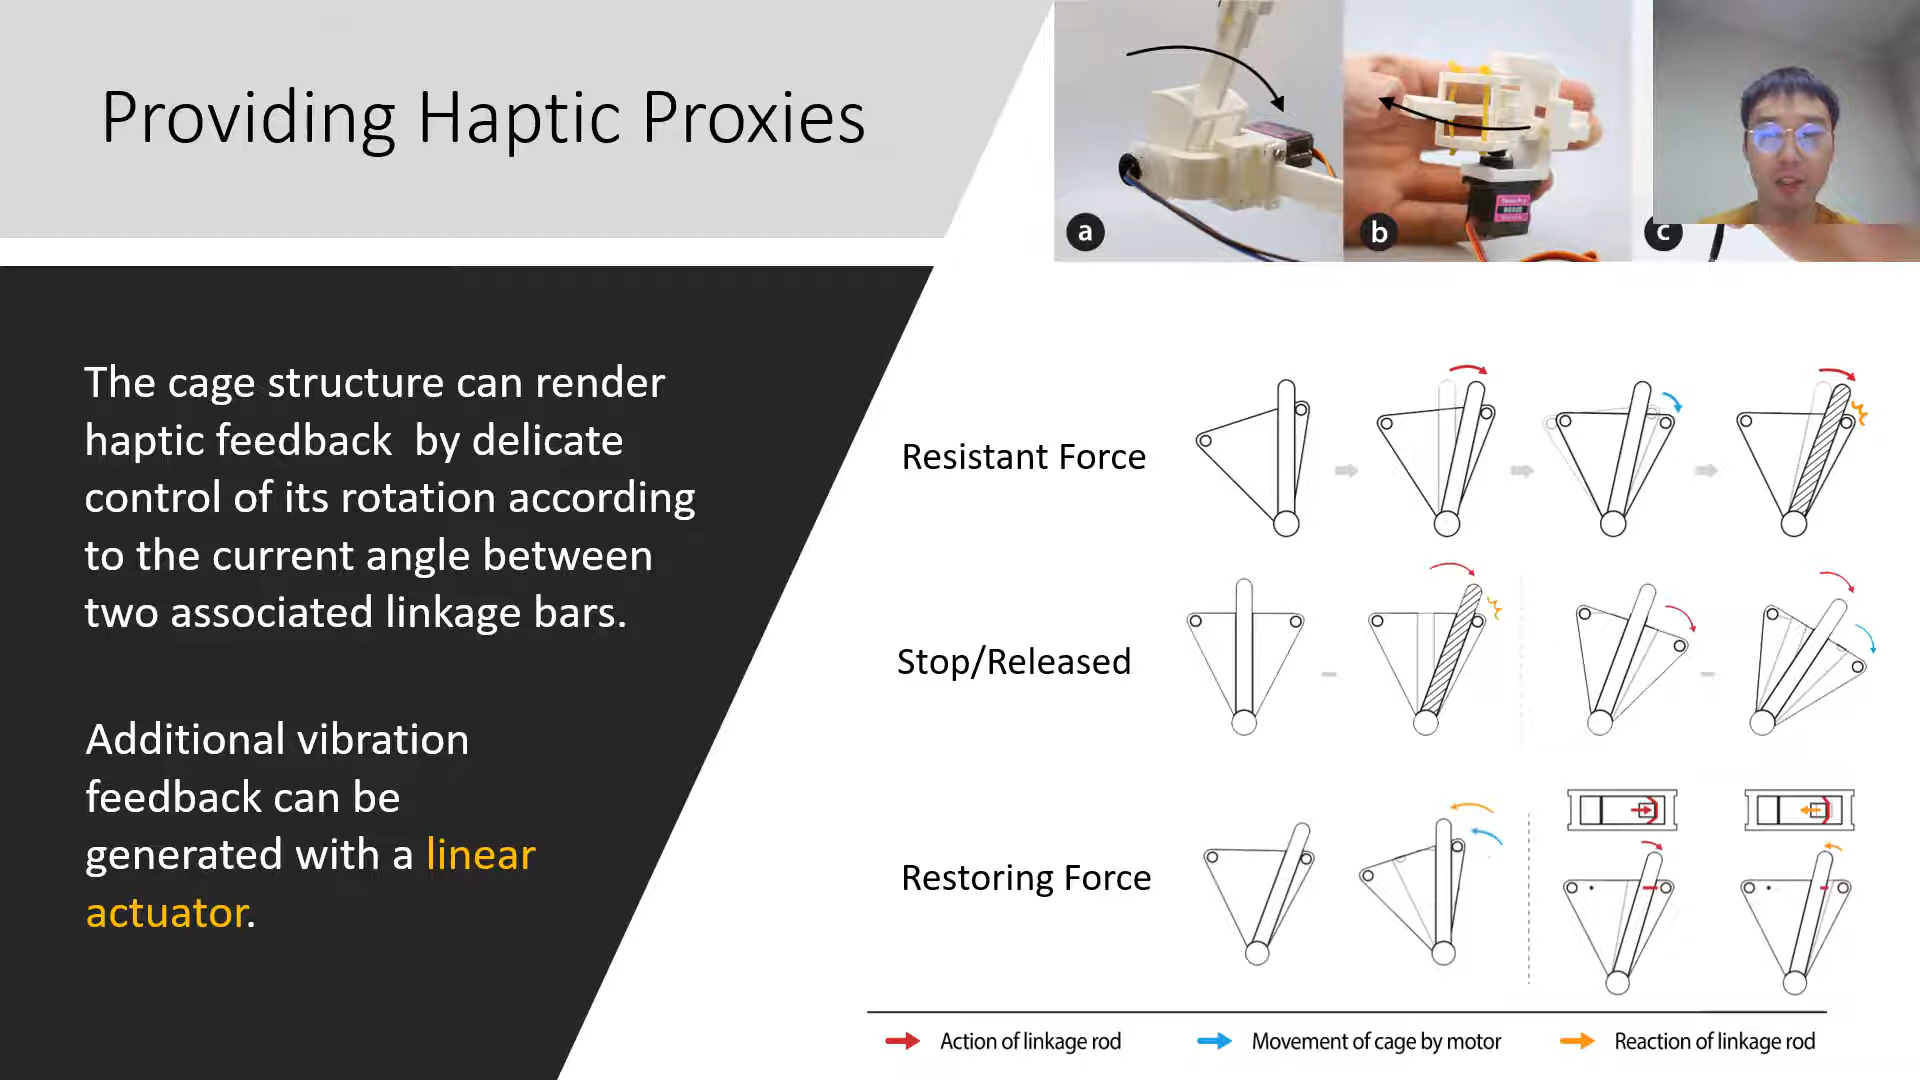 Providing Haptic Proxies
a
b
c
The cage structure can render
haptic feedback by delicate
control of its rotation according
to the current angle between
two associated linkage bars.
Additional vibration
feedback can be
generated with a linear
actuator.
Resistant Force
Stop/Released
Restoring Force
Action of linkage rod
Movement of cage by motor
Reaction of linkage rod